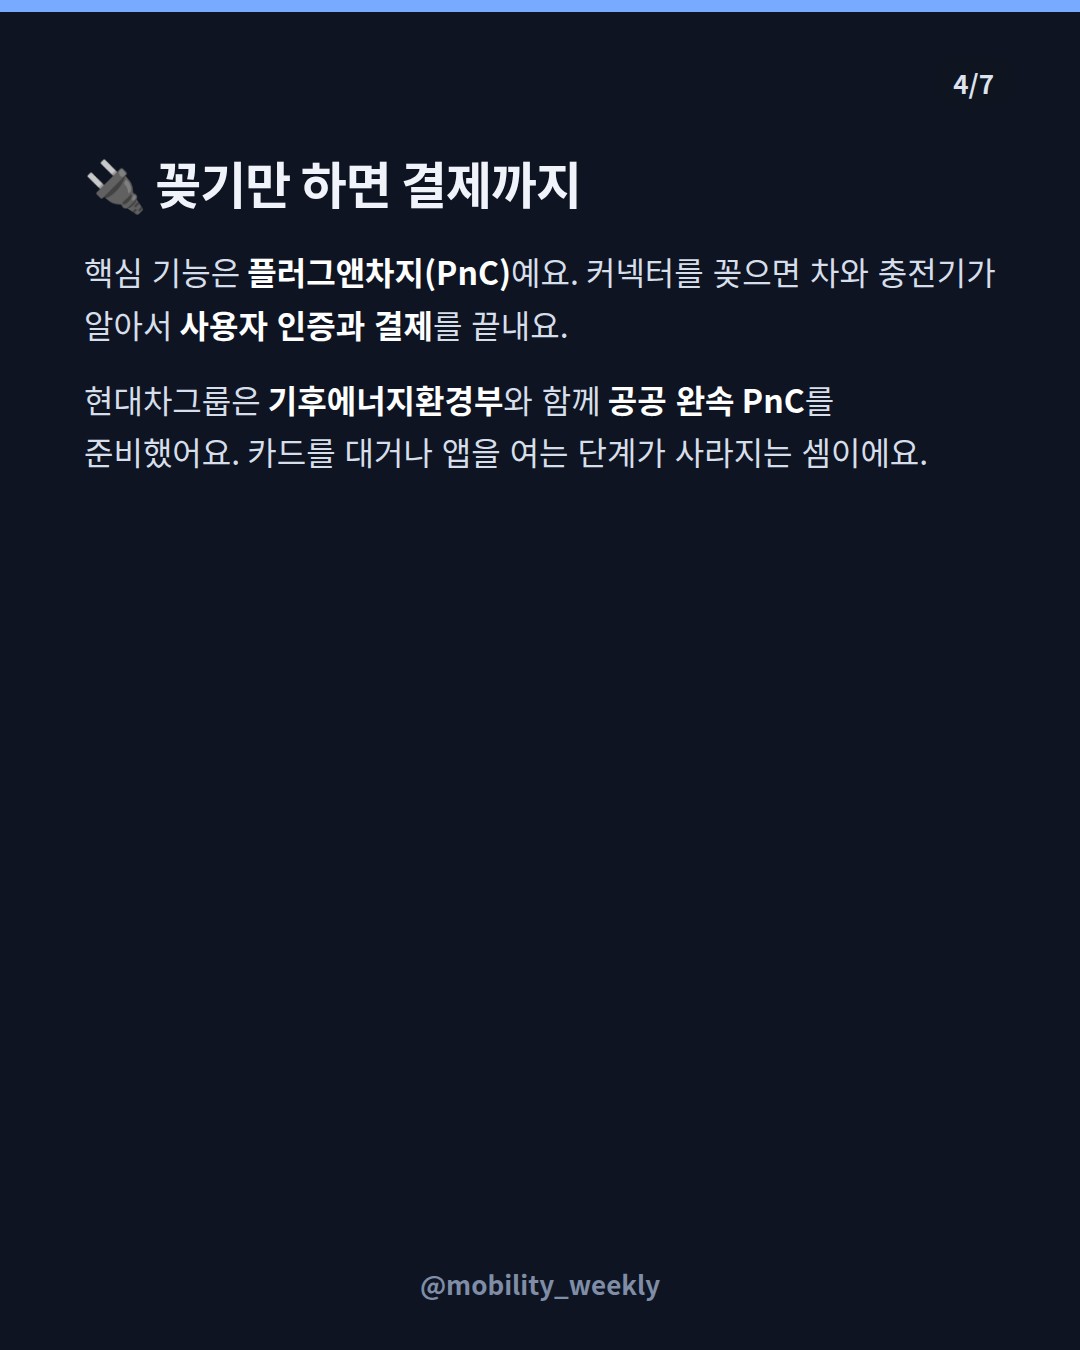 4/7
🔌 꽂기만 하면 결제까지
핵심 기능은 플러그앤차지(PnC)예요. 커넥터를 꽂으면 차와 충전기가
알아서 사용자 인증과 결제를 끝내요.
현대차그룹은 기후에너지환경부와 함께 공공 완속 PnC를
준비했어요. 카드를 대거나 앱을 여는 단계가 사라지는 셈이에요.
@mobility_weekly